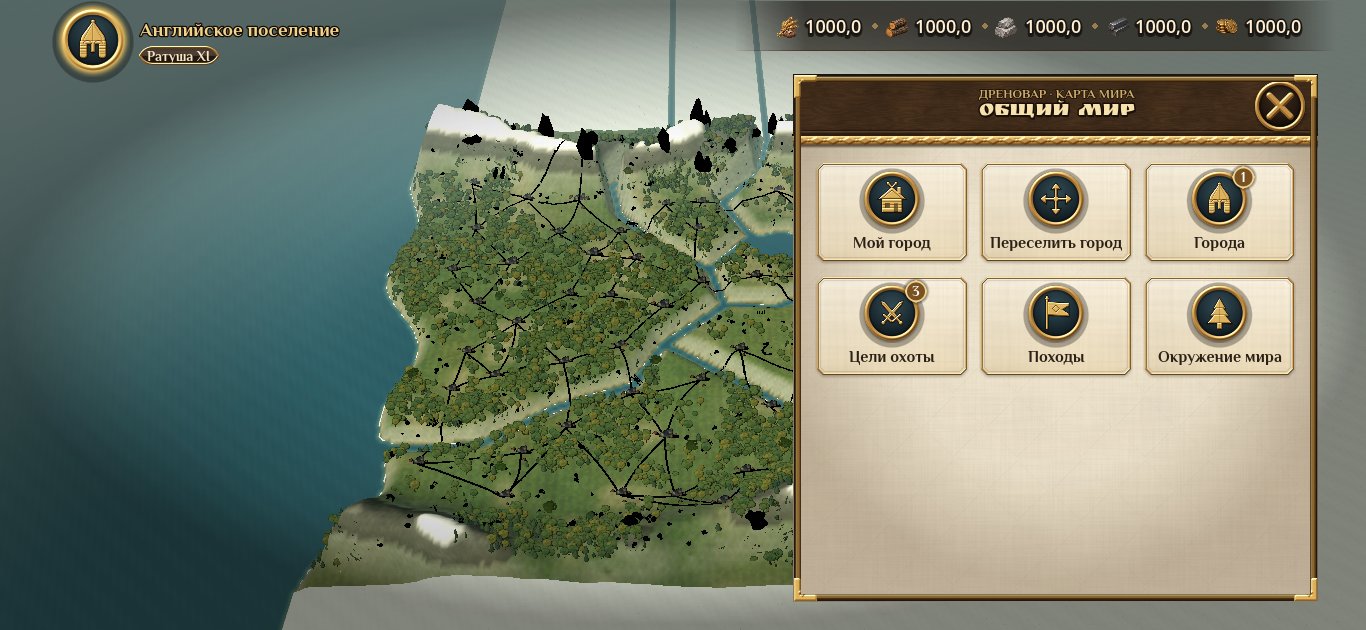 Английское поселение
Ратуша XI
1000,0
1000,0
1000,0
1000,0
1000,0
ДРЕНОВАР · КАРТА МИРА
ОБЩИЙ МИР
Мой город
Переселить город
1
Города
3
Цели охоты
Походы
Окружение мира